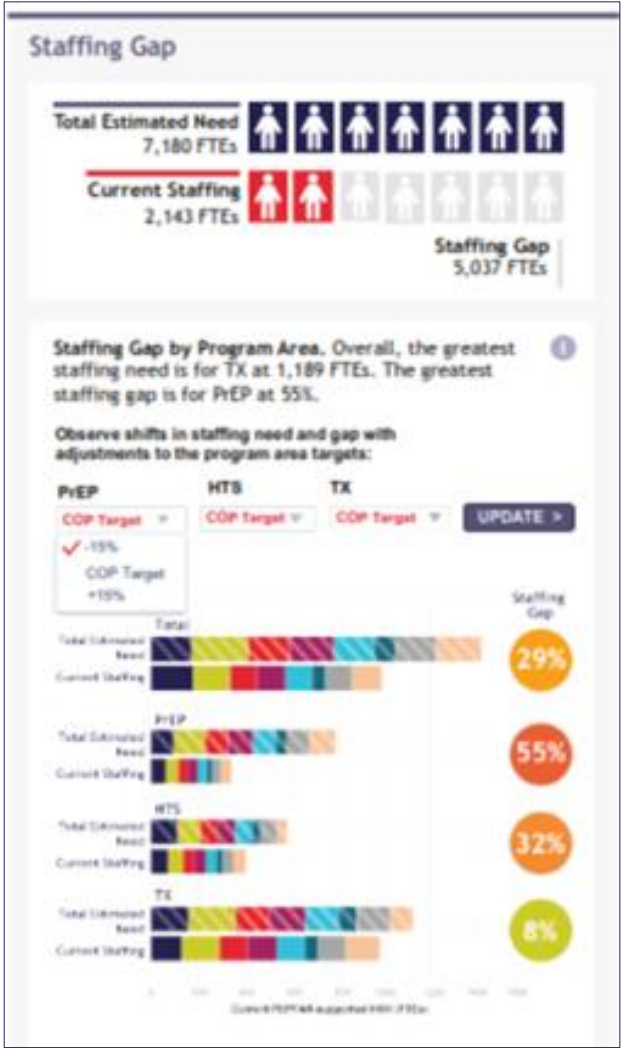 Staffing Gap
Total Estimated Need
7,180 FTEs
Current Staffing
2,143 FTEs
Staffing Gap
5,037 FTEs
Staffing Gap by Program Area. Overall, the greatest
staffing need is for TX at 1,189 FTEs. The greatest
staffing gap is for PrEP at 55%.
Observe shifts in staffing need and gap with
adjustments to the program area targets:
PrEP HTS TX
COP Target COP Target COP Target UPDATE >
-15%
COP Target
+15%
Staffing
Gap
Total
Total Estimated
Need
29%
Current Staffing
PrEP
Total Estimated
Need
55%
Current Staffing
HTS
Total Estimated
Need
32%
Current Staffing
TX
Total Estimated
Need
8%
Current Staffing